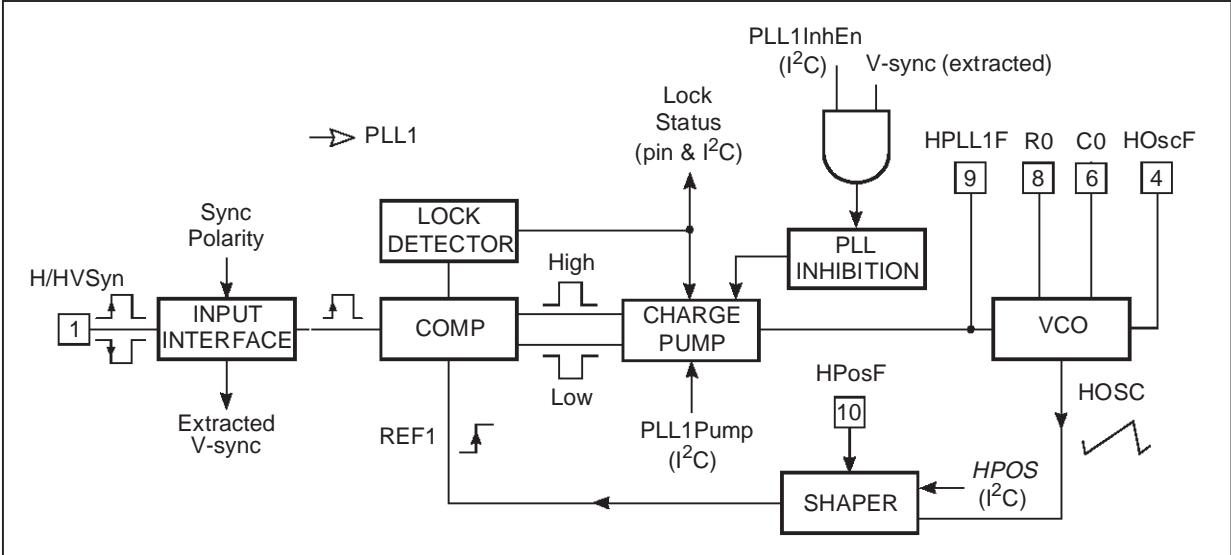 PLL1InhEn
(I²C)
V-sync (extracted)
Lock
Status
(pin & I²C)
PLL1
HPLL1F
R0
C0
HOscF
9
8
6
4
Sync
Polarity
LOCK
DETECTOR
PLL
INHIBITION
H/HVSyn
High
1
INPUT
INTERFACE
COMP
CHARGE
PUMP
VCO
Low
HPosF
HOSC
Extracted
V-sync
REF1
PLL1Pump
(I²C)
10
HPOS
(I²C)
SHAPER